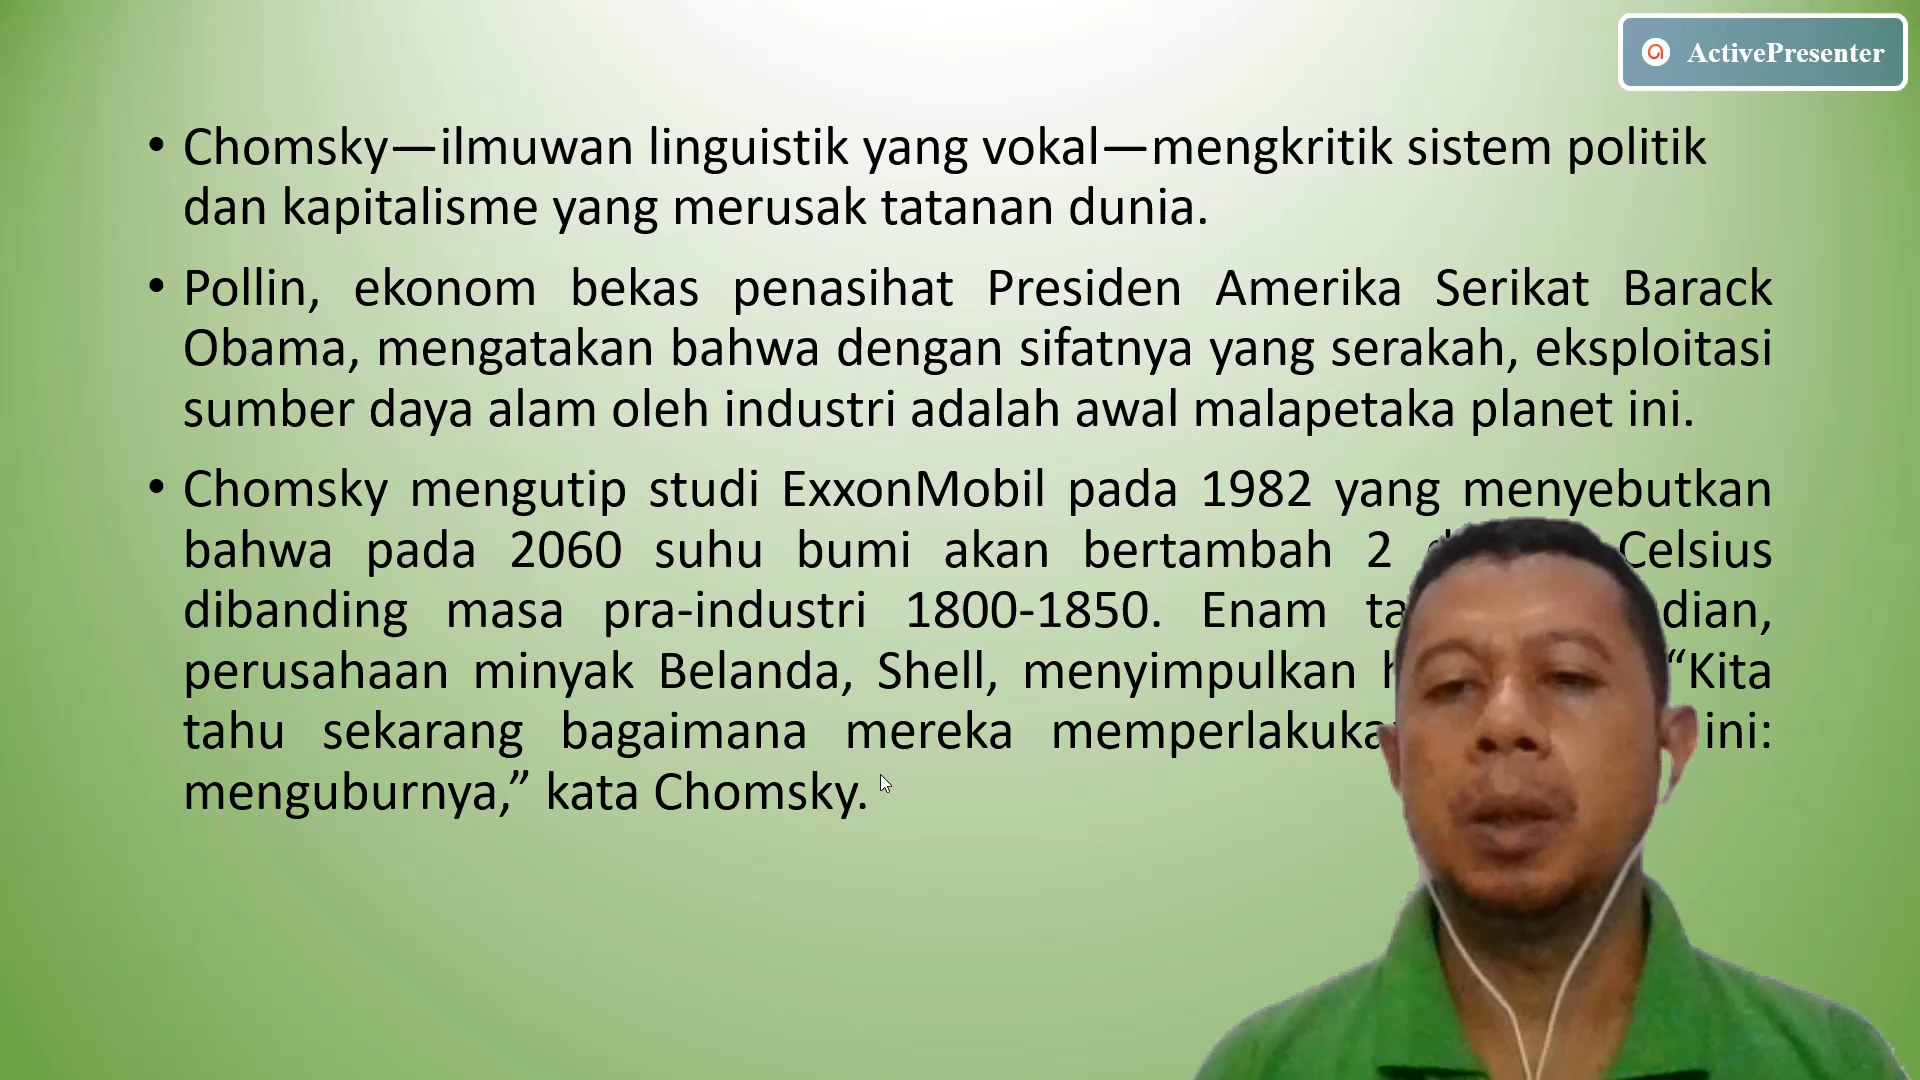 ActivePresenter
• Chomsky—ilmuwan linguistik yang vokal—mengkritik sistem politik
dan kapitalisme yang merusak tatanan dunia.
• Pollin, ekonom bekas penasihat Presiden Amerika Serikat Barack
Obama, mengatakan bahwa dengan sifatnya yang serakah, eksploitasi
sumber daya alam oleh industri adalah awal malapetaka planet ini.
• Chomsky mengutip studi ExxonMobil pada 1982 yang menyebutkan
bahwa pada 2060 suhu bumi akan bertambah 2 Celsius
dibanding masa pra-industri 1800-1850. Enam
perusahaan minyak Belanda, Shell, menyimpulkan “Kita
tahu sekarang bagaimana mereka ini:
menguburnya,” kata Chomsky.